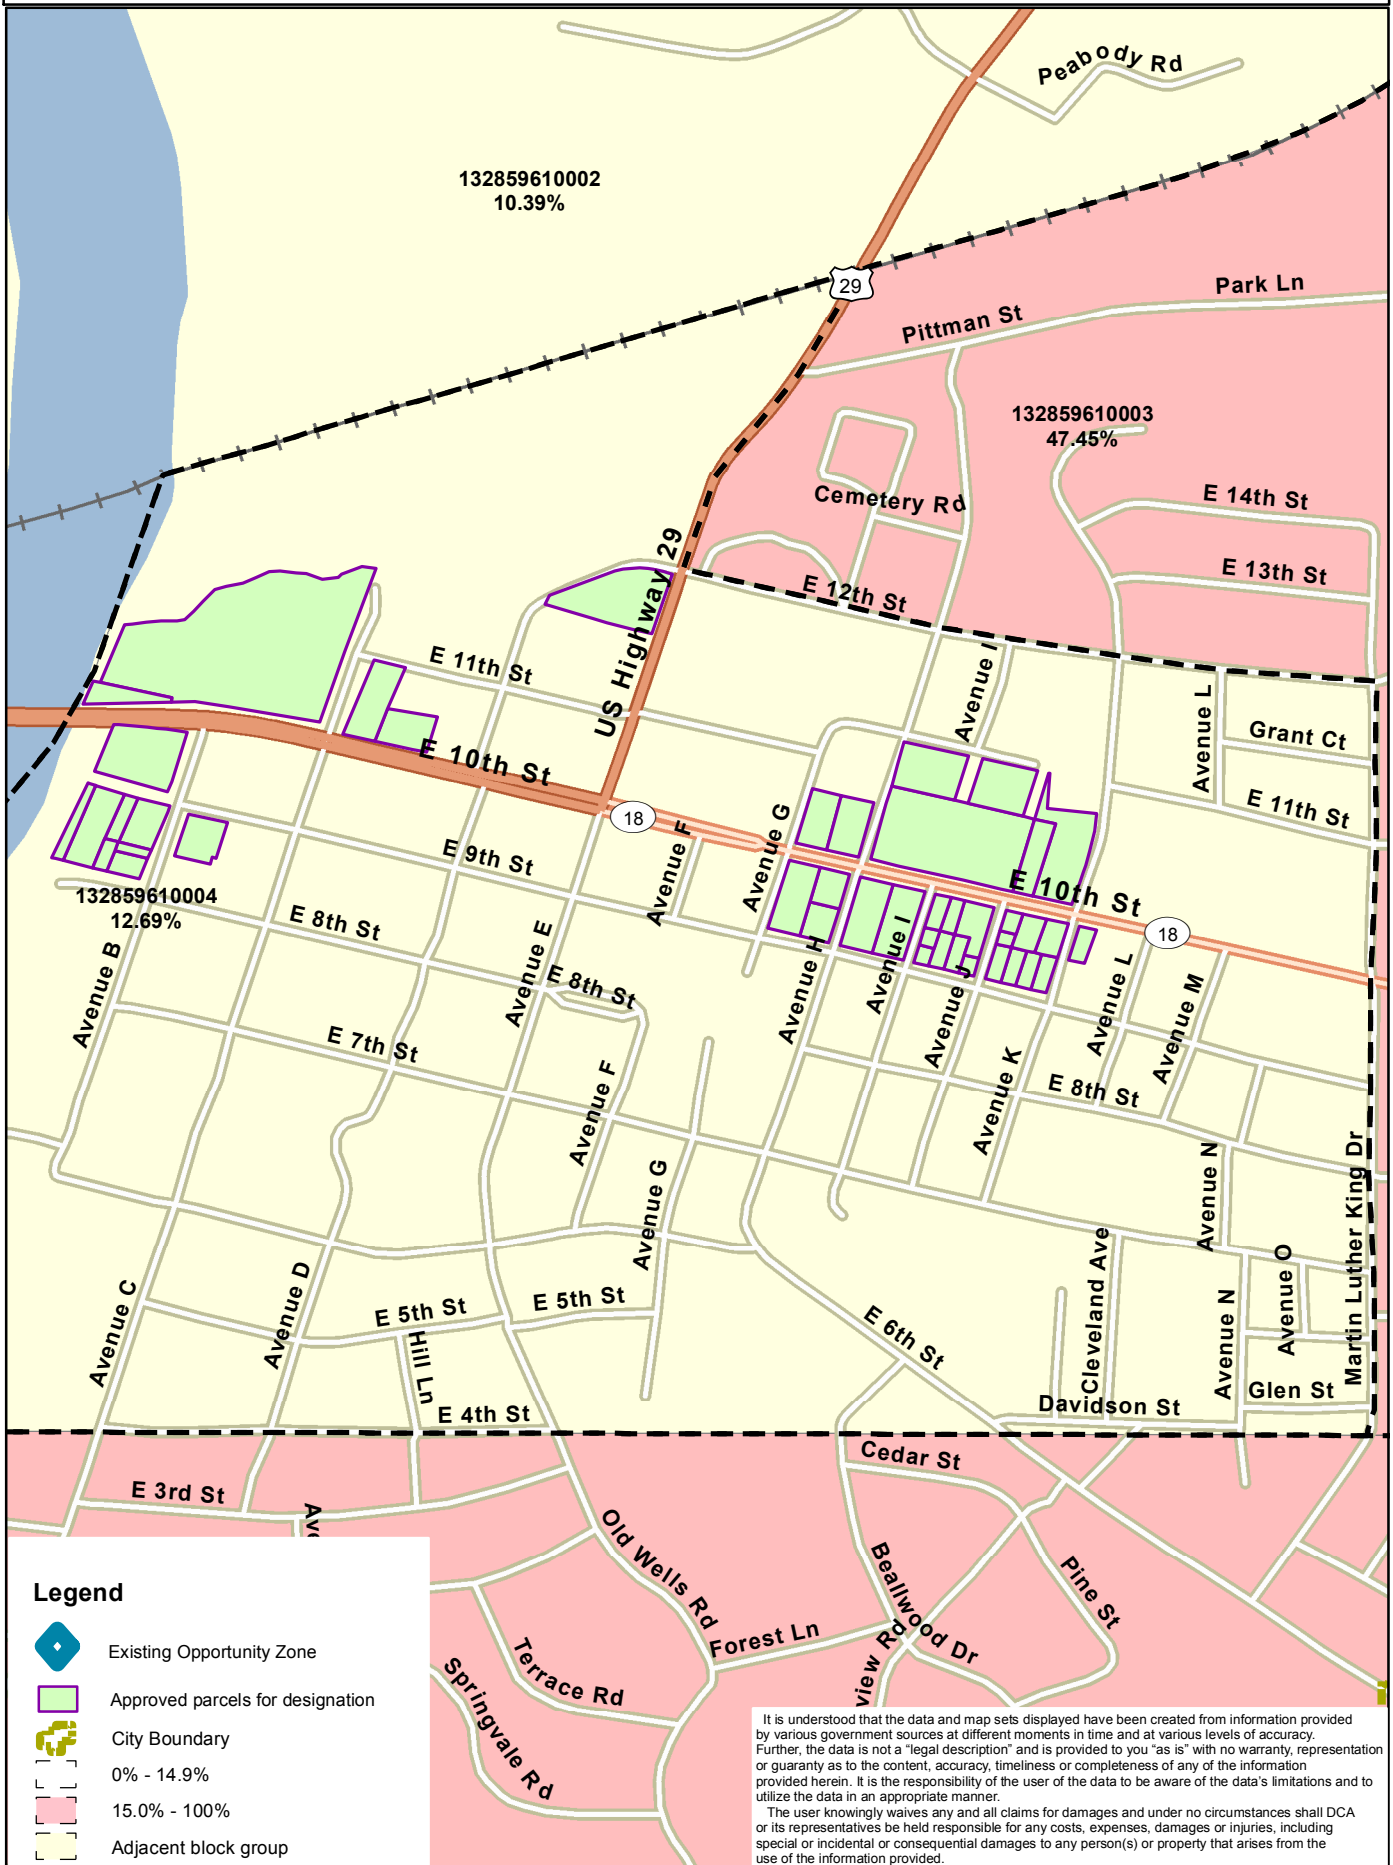 Peabody Rd
132859610002
10.39%
29
Park Ln
Pittman St
132859610003
47.45%
Cemetery Rd
E 14th St
E 13th St
E 12th St
US Highway 29
E 11th St
Avenue I
Avenue L
Grant Ct
E 11th St
E 10th St
18
Avenue F
Avenue G
E 9th St
E 10th St
18
132859610004
12.69%
E 8th St
Avenue B
Avenue E
E 8th St
Avenue H
Avenue I
Avenue J
Avenue L
Avenue M
E 7th St
Avenue F
Avenue K
E 8th St
Avenue G
Avenue N
Martin Luther King Dr
Avenue C
Avenue D
E 5th St
E 5th St
Hill Ln
E 6th St
Cleveland Ave
Avenue N
Avenue O
Glen St
Davidson St
E 4th St
Cedar St
E 3rd St
Ave
Old Wells Rd
Beallwood Dr
Pine St
Forest Ln
view Rd
Terrace Rd
Springvale Rd
Legend
Existing Opportunity Zone
Approved parcels for designation
City Boundary
0% - 14.9%
15.0% - 100%
Adjacent block group
It is understood that the data and map sets displayed have been created from information provided
by various government sources at different moments in time and at various levels of accuracy.
Further, the data is not a “legal description” and is provided to you “as is” with no warranty, representation
or guaranty as to the content, accuracy, timeliness or completeness of any of the information
provided herein. It is the responsibility of the user of the data to be aware of the data’s limitations and to
utilize the data in an appropriate manner.
The user knowingly waives any and all claims for damages and under no circumstances shall DCA
or its representatives be held responsible for any costs, expenses, damages or injuries, including
special or incidental or consequential damages to any person(s) or property that arises from the
use of the information provided.